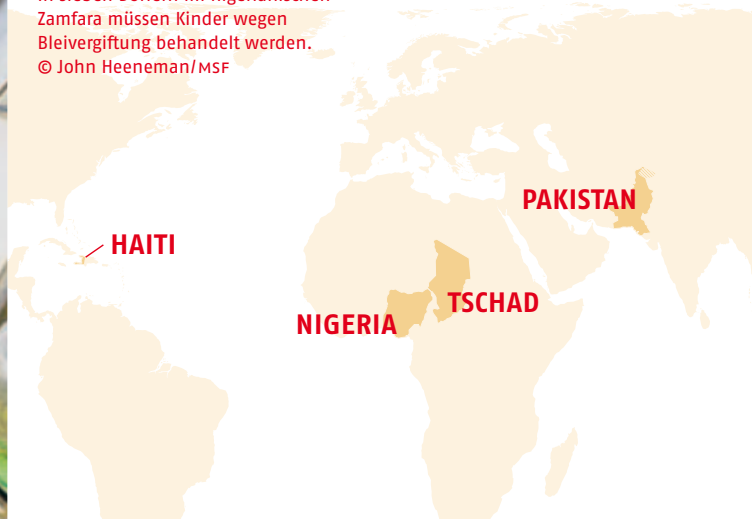 Zamfara müssen Kinder wegen
Bleivergiftung behandelt werden.
© John Heeneman/MSF
PAKISTAN
HAITI
TSCHAD
NIGERIA